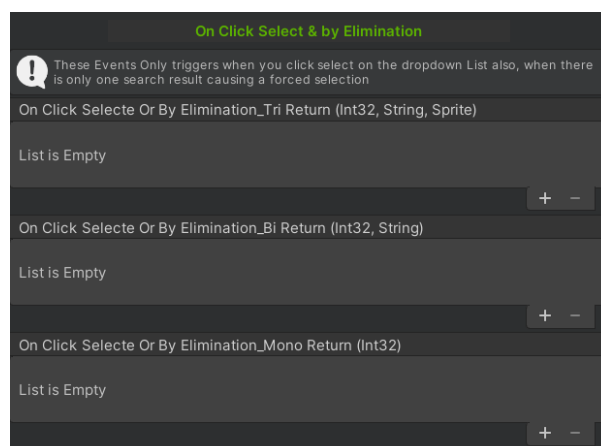 On Click Select & by Elimination
These Events Only triggers when you click select on the dropdown List also, when there
is only one search result causing a forced selection
On Click Selecte Or By Elimination_Tri Return (Int32, String, Sprite)
List is Empty
+ −
On Click Selecte Or By Elimination_Bi Return (Int32, String)
List is Empty
+ −
On Click Selecte Or By Elimination_Mono Return (Int32)
List is Empty
+ −